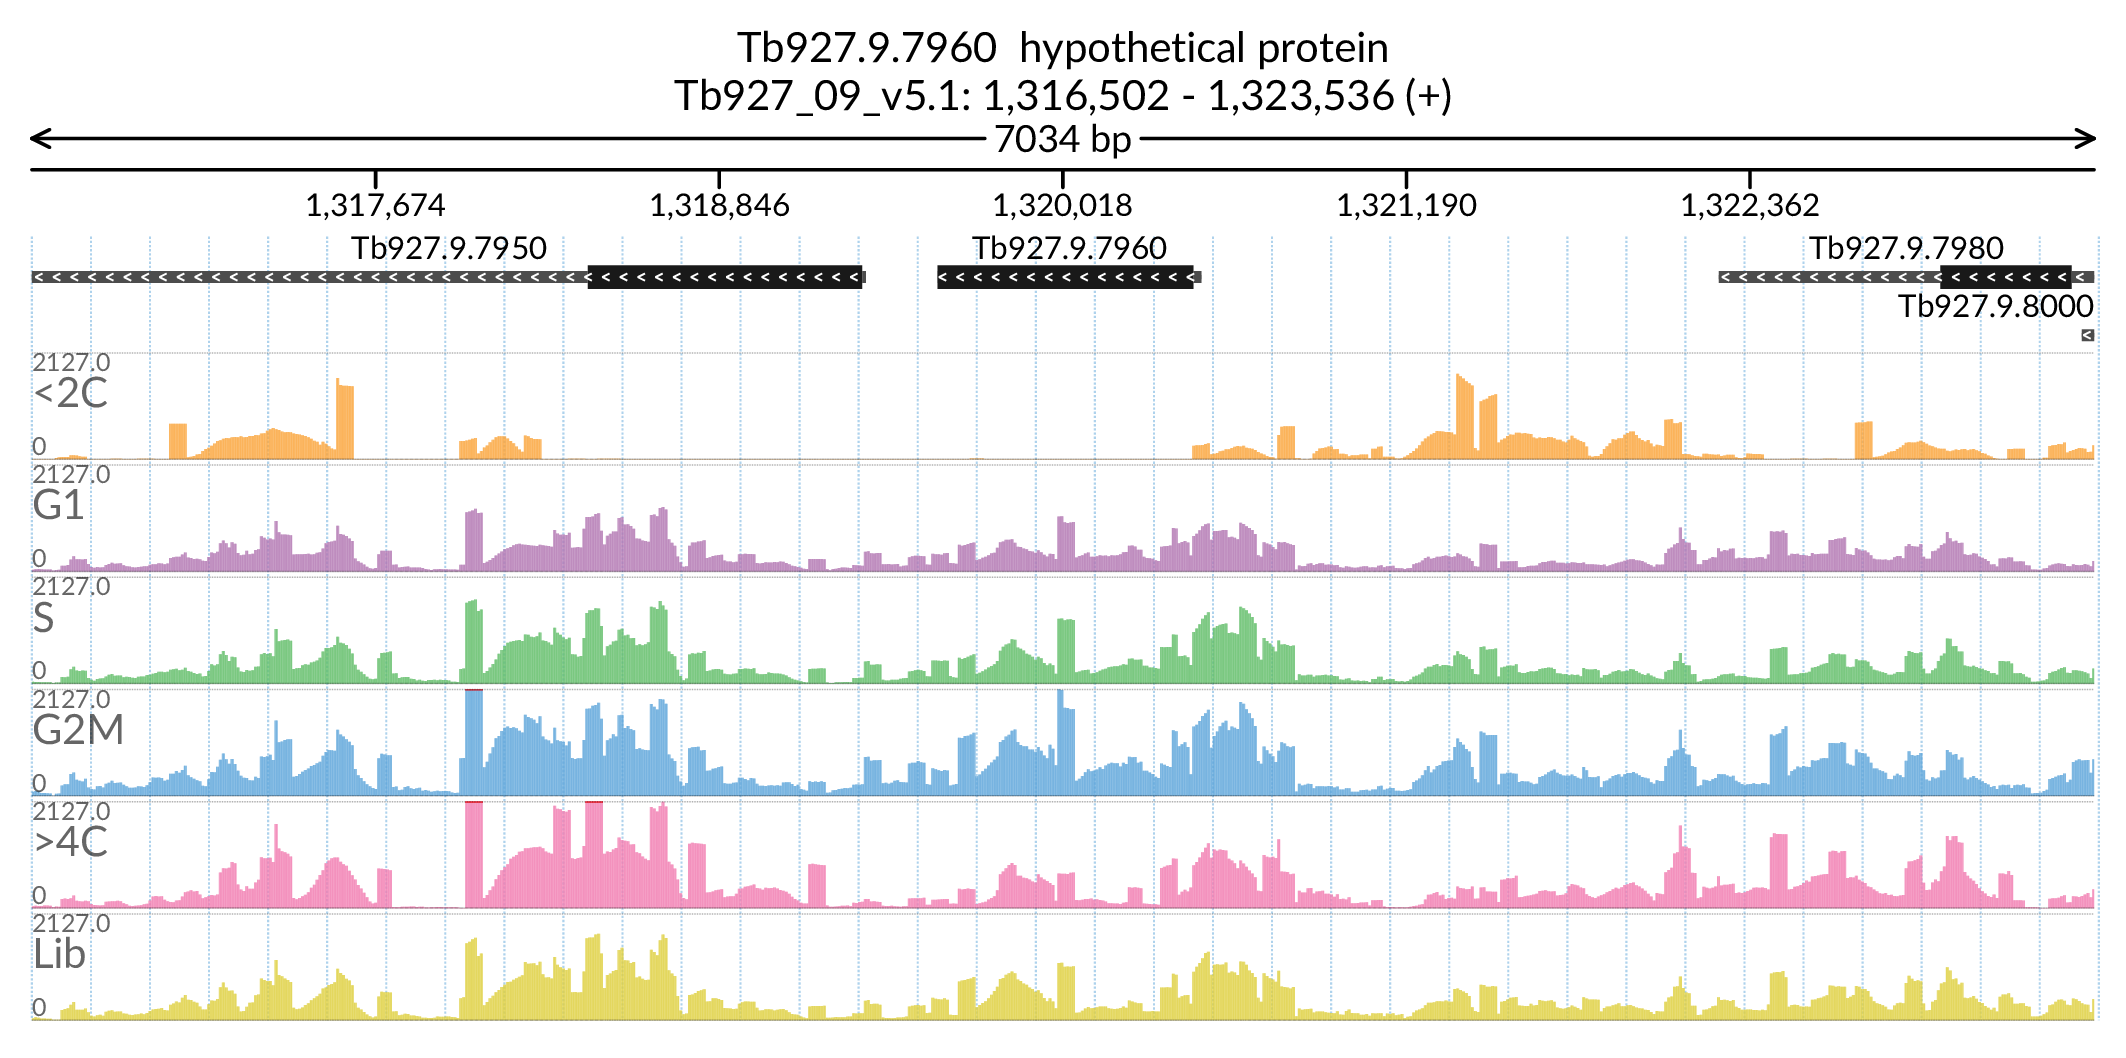 Tb927.9.7960  hypothetical protein
Tb927_09_v5.1: 1,316,502 - 1,323,536 (+)
7034 bp
1,317,674 1,318,846 1,320,018 1,321,190 1,322,362
Tb927.9.7950 Tb927.9.7960 Tb927.9.7980
Tb927.9.8000
2127.0
<2C
0
2127.0
G1
0
2127.0
S
0
2127.0
G2M
0
2127.0
>4C
0
2127.0
Lib
0